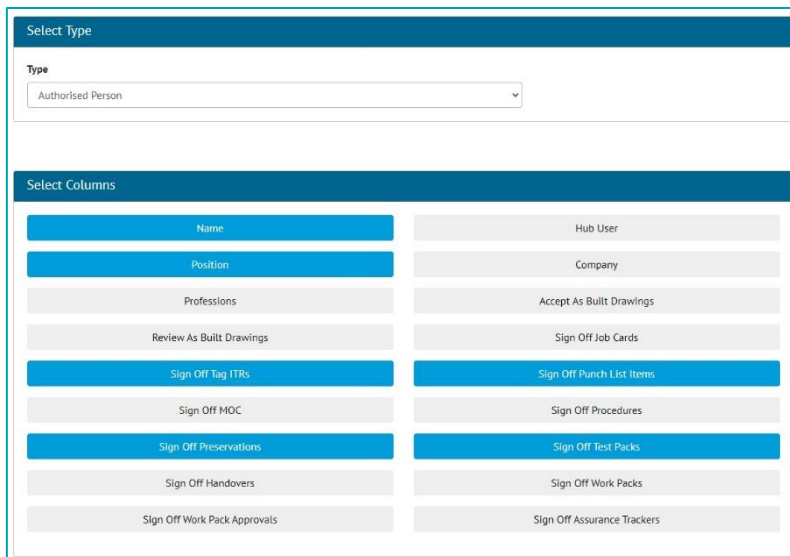 Select Type
Type
Authorised Person
Select Columns
Name
Hub User
Position
Company
Professions
Accept As Built Drawings
Review As Built Drawings
Sign Off Job Cards
Sign Off Tag ITRs
Sign Off Punch List Items
Sign Off MOC
Sign Off Procedures
Sign Off Preservations
Sign Off Test Packs
Sign Off Handovers
Sign Off Work Packs
Sign Off Work Pack Approvals
Sign Off Assurance Trackers